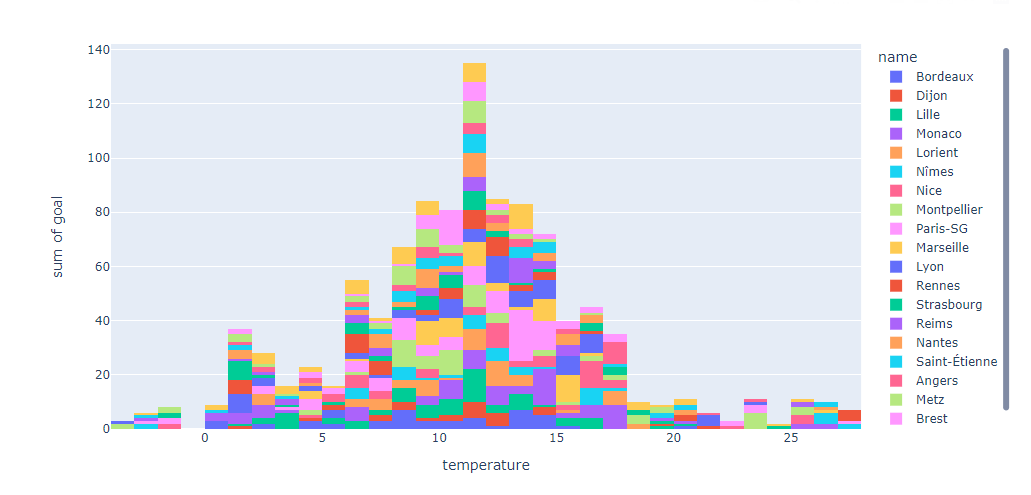 name
140
120
100
80
60
40
20
0
sum of goal
0
5
10
15
20
25
temperature
Bordeaux
Dijon
Lille
Monaco
Lorient
Nîmes
Nice
Montpellier
Paris-SG
Marseille
Lyon
Rennes
Strasbourg
Reims
Nantes
Saint-Étienne
Angers
Metz
Brest